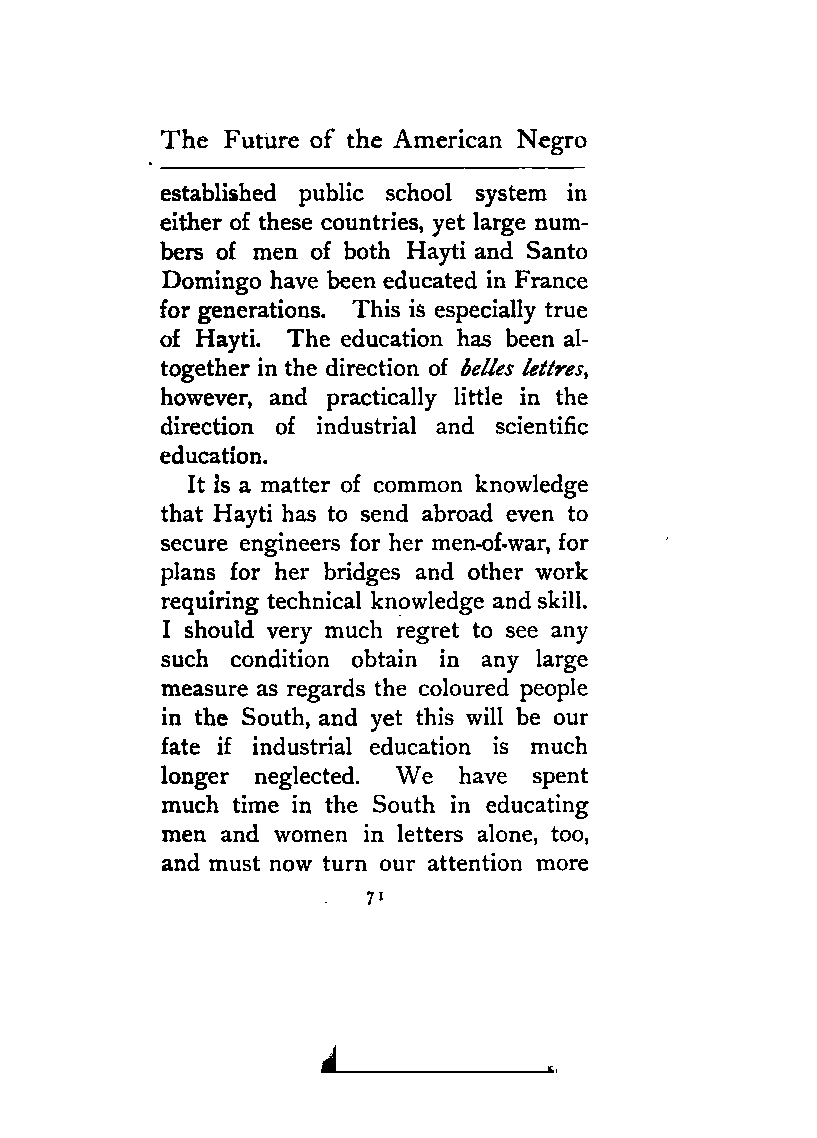 The Future of the American Negro
established public school system in
either of these countries, yet large num-
bers of men of both Hayti and Santo
Domingo have been educated in France
for generations. This is especially true
of Hayti. The education has been al-
together in the direction of belles lettres,
however, and practically little in the
direction of industrial and scientific
education.
It is a matter of common knowledge
that Hayti has to send abroad even to
secure engineers for her men-of-war, for
plans for her bridges and other work
requiring technical knowledge and skill.
I should very much regret to see any
such condition obtain in any large
measure as regards the coloured people
in the South, and yet this will be our
fate if industrial education is much
longer neglected. We have spent
much time in the South in educating
men and women in letters alone, too,
and must now turn our attention more
71